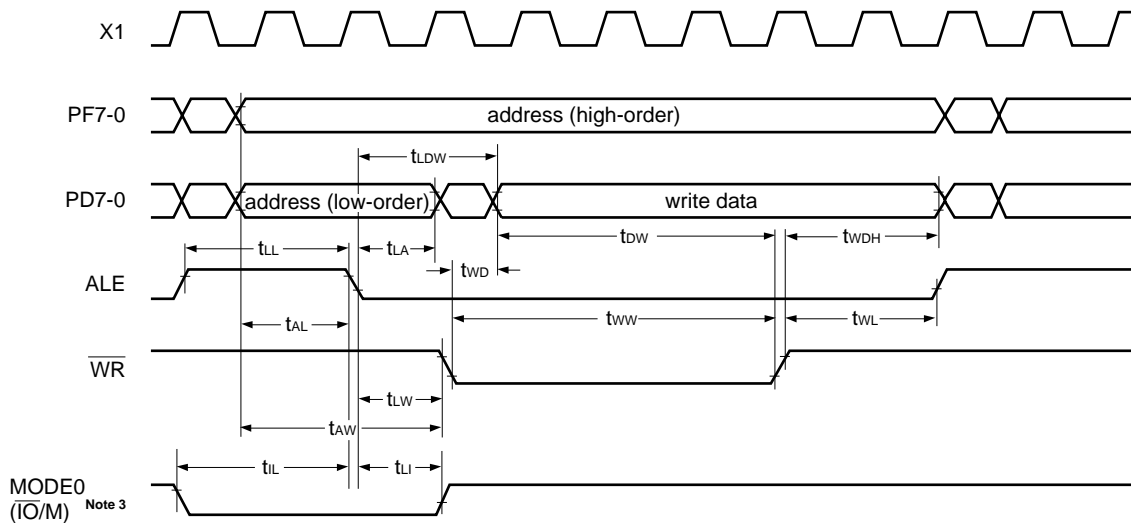 X1
PF7-0
address (high-order)
tLDW
PD7-0
address (low-order)
write data
tLL
tLA
tDW
tWDH
tWD
ALE
tAL
tWW
tWL
WR
tLW
tAW
tIL
tLI
MODE0
(IO/M) Note 3